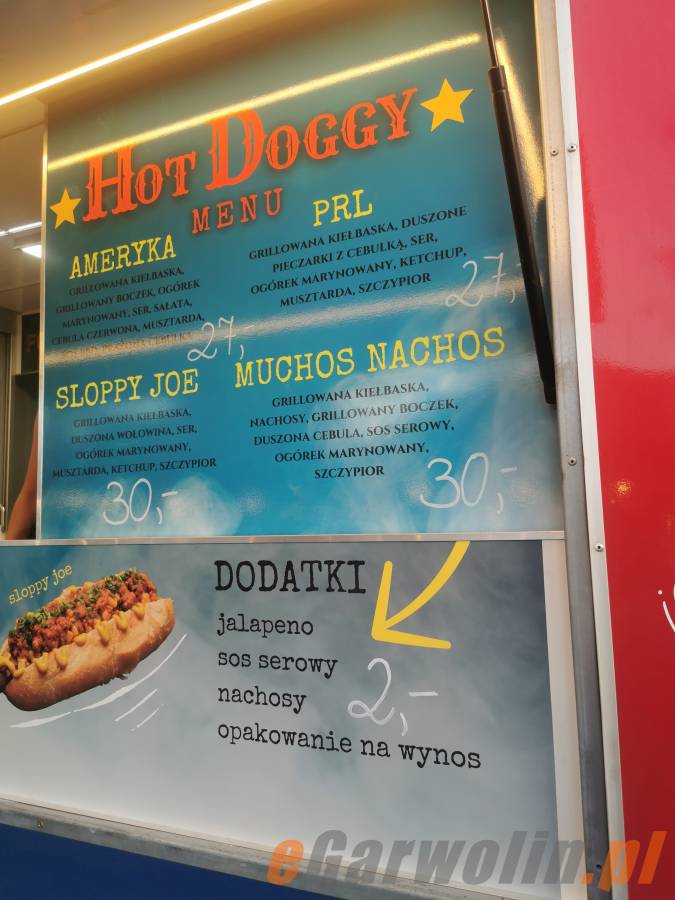 HOT DOGGY
MENU
AMERYKA
GRILLOWANA KIEŁBASKA,
GRILLOWANY BOCZEK, OGÓREK
MARYNOWANY, SER, SAŁATA,
CEBULA CZERWONA, MUSZTARDA,
CEBULKA
27,-
PRL
GRILLOWANA KIEŁBASKA, DUSZONE
PIECZARKI Z CEBULKĄ, SER,
OGÓREK MARYNOWANY, KETCHUP,
MUSZTARDA, SZCZYPIOR
27,-
SLOPPY JOE
GRILLOWANA KIEŁBASKA,
DUSZONA WOŁOWINA, SER,
OGÓREK MARYNOWANY,
MUSZTARDA, KETCHUP, SZCZYPIOR
30,-
MUCHOS NACHOS
GRILLOWANA KIEŁBASKA,
NACHOSY, GRILLOWANY BOCZEK,
DUSZONA CEBULA, SOS SEROWY,
OGÓREK MARYNOWANY,
SZCZYPIOR
30,-
sloppy joe
DODATKI
jalapeno
sos serowy
nachosy
2,-
opakowanie na wynos
eGarwolin.pl